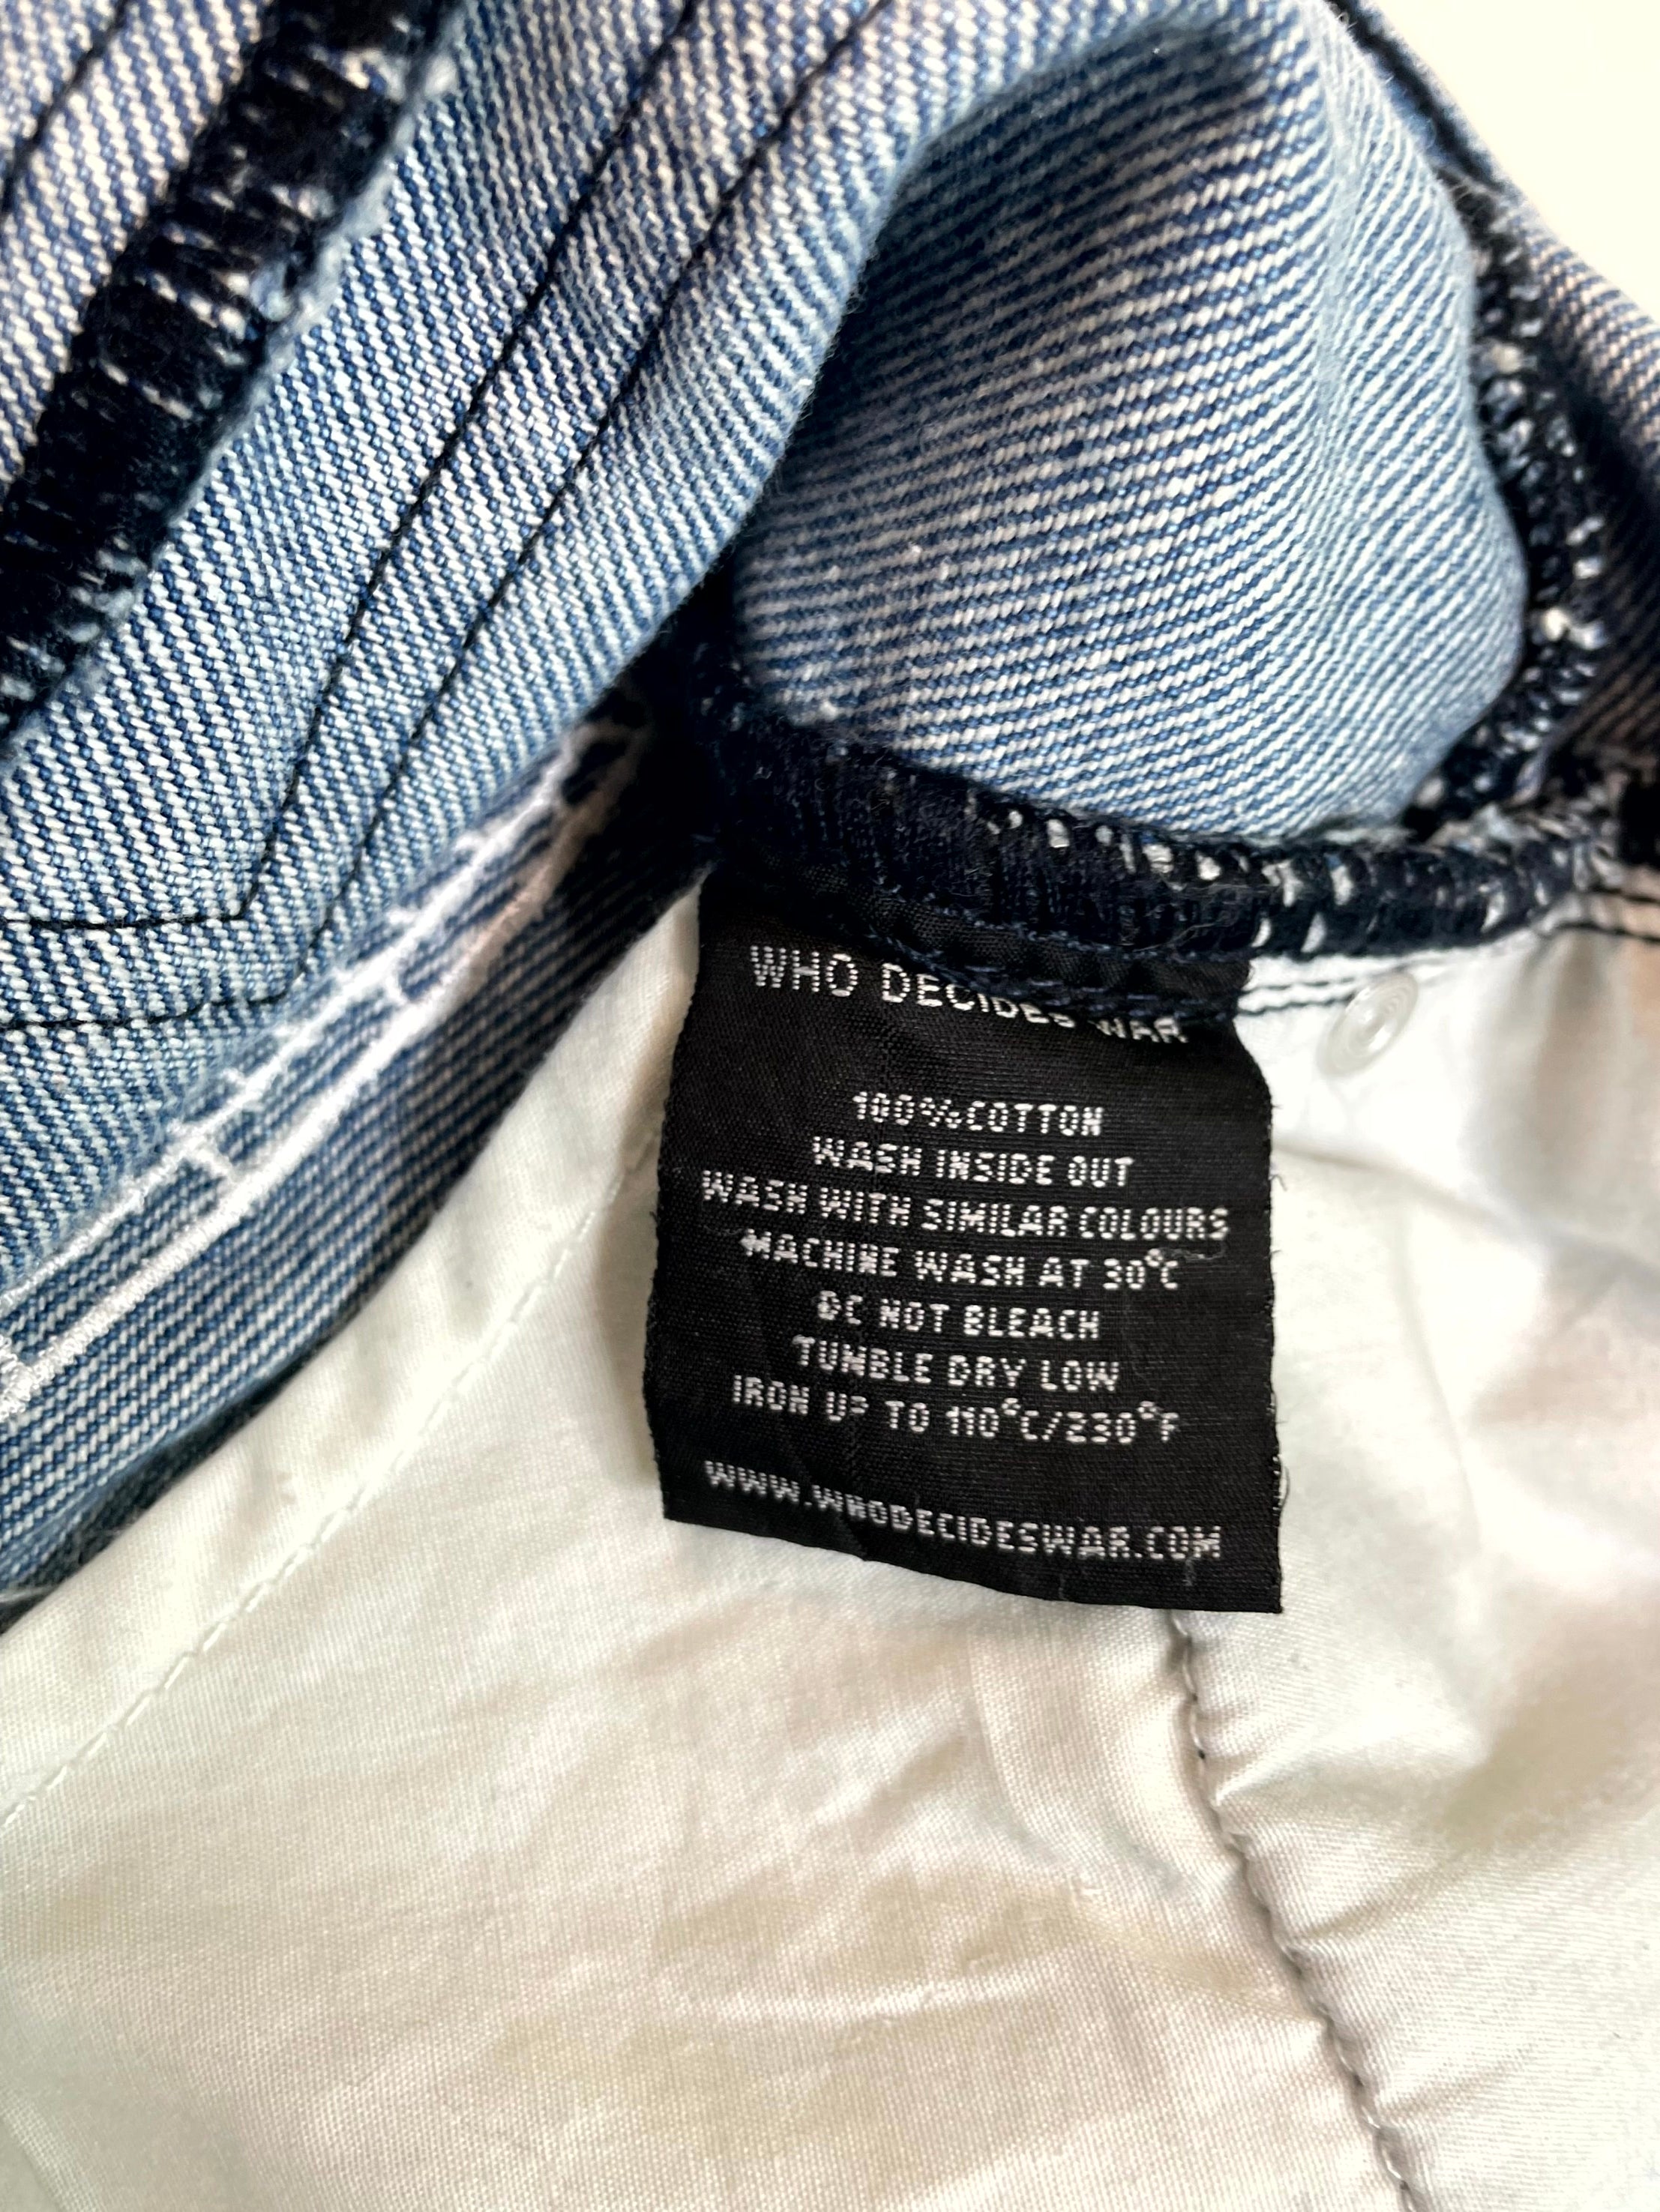 WHO DECIDES WAR
100% COTTON
WASH INSIDE OUT
WASH WITH SIMILAR COLOURS
MACHINE WASH AT 30°C
DO NOT BLEACH
TUMBLE DRY LOW
IRON UP TO 110°C/230°F
WWW.WHODECIDESWAR.COM